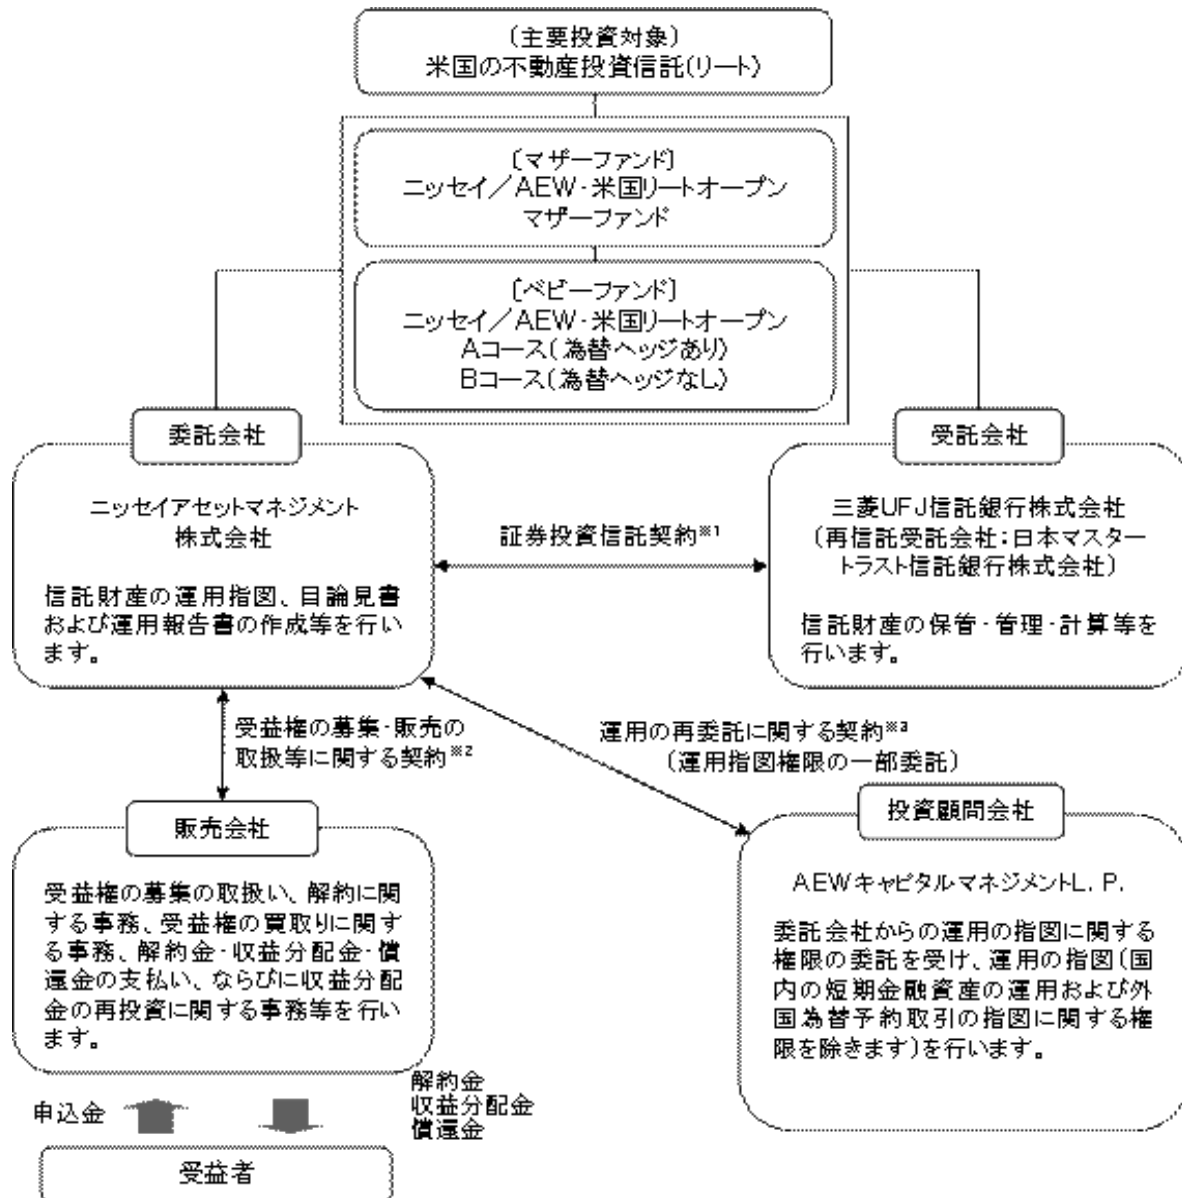 (主要投資対象)
米国の不動産投資信託(リート)
〔マザーファンド〕
ニッセイ/AEW・米国リートオープン
マザーファンド
〔ベビーファンド〕
ニッセイ/AEW・米国リートオープン
Aコース(為替ヘッジあり)
Bコース(為替ヘッジなし)
委託会社
ニッセイアセットマネジメント
株式会社
信託財産の運用指図、目論見書
および運用報告書の作成等を行い
ます。
証券投資信託契約※1
受託会社
三菱UFJ信託銀行株式会社
(再信託受託会社:日本マスター
トラスト信託銀行株式会社)
信託財産の保管・管理・計算等を
行います。
受益権の募集・販売の
取扱等に関する契約※2
運用の再委託に関する契約※3
(運用指図権限の一部委託)
販売会社
受益権の募集の取扱い、解約に関
する事務、受益権の買取りに関す
る事務、解約金・収益分配金・償
還金の支払い、ならびに収益分配
金の再投資に関する事務等を行い
ます。
投資顧問会社
AEWキャピタルマネジメントL.P.
委託会社からの運用の指図に関する
権限の委託を受け、運用の指図(国
内の短期金融資産の運用および外
国為替予約取引の指図に関する権
限を除きます)を行います。
申込金
解約金
収益分配金
償還金
受益者